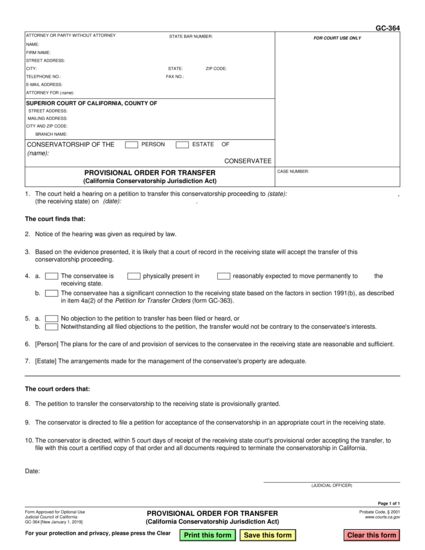 GC-364
ATTORNEY OR PARTY WITHOUT ATTORNEY STATE BAR NUMBER:
FOR COURT USE ONLY
NAME:
FIRM NAME:
STREET ADDRESS:
CITY: STATE: ZIP CODE:
TELEPHONE NO.: FAX NO.:
E-MAIL ADDRESS:
ATTORNEY FOR (name):
SUPERIOR COURT OF CALIFORNIA, COUNTY OF
STREET ADDRESS:
MAILING ADDRESS:
CITY AND ZIP CODE:
BRANCH NAME:
CONSERVATORSHIP OF THE PERSON ESTATE OF
(name):
CONSERVATEE
PROVISIONAL ORDER FOR TRANSFER
(California Conservatorship Jurisdiction Act)
CASE NUMBER:
1. The court held a hearing on a petition to transfer this conservatorship proceeding to (state): ,
(the receiving state) on (date): .
The court finds that:
2. Notice of the hearing was given as required by law.
3. Based on the evidence presented, it is likely that a court of record in the receiving state will accept the transfer of this
conservatorship proceeding.
4. a. The conservatee is physically present in reasonably expected to move permanently to the
receiving state.
b. The conservatee has a significant connection to the receiving state based on the factors in section 1991(b), as described
in item 4a(2) of the Petition for Transfer Orders (form GC-363).
5. a. No objection to the petition to transfer has been filed or heard, or
b. Notwithstanding all filed objections to the petition, the transfer would not be contrary to the conservatee's interests.
6. [Person] The plans for the care of and provision of services to the conservatee in the receiving state are reasonable and sufficient.
7. [Estate] The arrangements made for the management of the conservatee's property are adequate.
The court orders that:
8. The petition to transfer the conservatorship to the receiving state is provisionally granted.
9. The conservator is directed to file a petition for acceptance of the conservatorship in an appropriate court in the receiving state.
10. The conservator is directed, within 5 court days of receipt of the receiving state court's provisional order accepting the transfer, to
file with this court a certified copy of that order and all documents required to terminate the conservatorship in California.
Date:
(JUDICIAL OFFICER)
Page 1 of 1
Form Approved for Optional Use
Judicial Council of California
GC-364 [New January 1, 2019]
PROVISIONAL ORDER FOR TRANSFER
(California Conservatorship Jurisdiction Act)
Probate Code, § 2001
www.courts.ca.gov
For your protection and privacy, please press the Clear
Print this form Save this form Clear this form